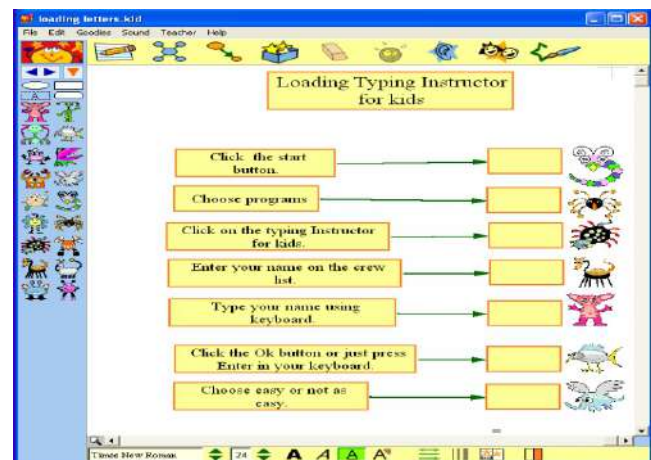 loading letters.kid
File Edit Goodies Sound Teacher Help
Loading Typing Instructor
for kids
Click the start
button.
Choose programs
Click on the typing Instructor
for kids.
Enter your name on the crew
list.
Type your name using
keyboard.
Click the Ok button or just press
Enter in your keyboard.
Choose easy or not as
easy.
Times New Roman 24 A A A A